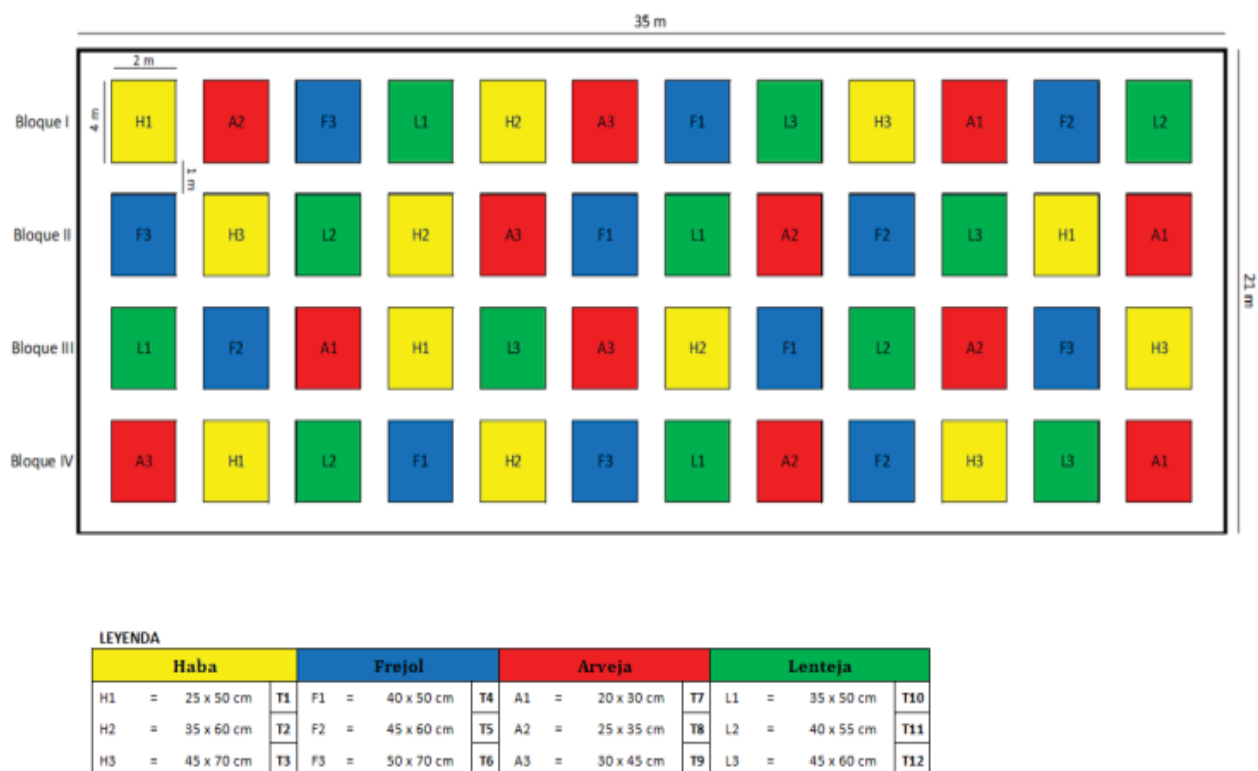 35 m
2 m
4 m
Bloque I H1 A2 F3 L1 H2 A3 F1 L3 H3 A1 F2 L2
1 m
Bloque II F3 H3 L2 H2 A3 F1 L1 A2 F2 L3 H1 A1
21 m
Bloque III L1 F2 A1 H1 L3 A3 H2 F1 L2 A2 F3 H3
Bloque IV A3 H1 L2 F1 H2 F3 L1 A2 F2 H3 L3 A1
LEYENDA
Haba Frejol Arveja Lenteja
H1 = 25 x 50 cm T1 F1 = 40 x 50 cm T4 A1 = 20 x 30 cm T7 L1 = 35 x 50 cm T10
H2 = 35 x 60 cm T2 F2 = 45 x 60 cm T5 A2 = 25 x 35 cm T8 L2 = 40 x 55 cm T11
H3 = 45 x 70 cm T3 F3 = 50 x 70 cm T6 A3 = 30 x 45 cm T9 L3 = 45 x 60 cm T12